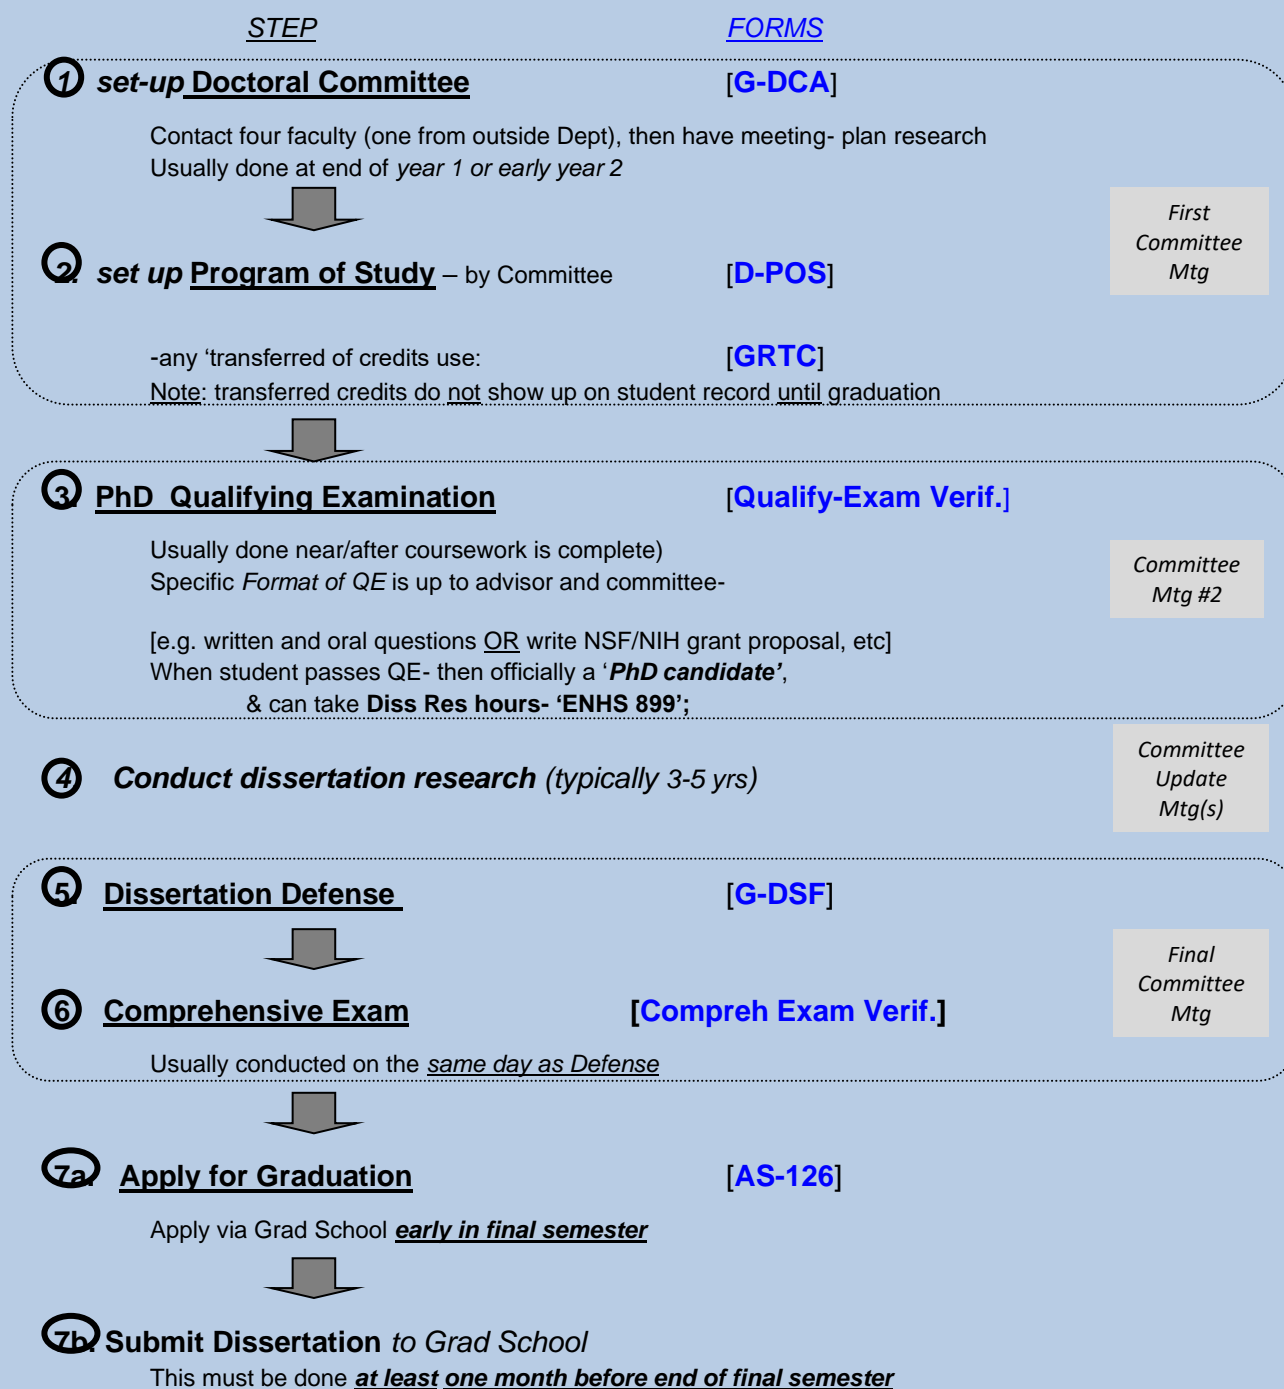 STEP FORMS
1 set-up Doctoral Committee [G-DCA]
Contact four faculty (one from outside Dept), then have meeting- plan research
Usually done at end of year 1 or early year 2
First
Committee
Mtg
2. set up Program of Study – by Committee [D-POS]
-any ‘transferred of credits use: [GRTC]
Note: transferred credits do not show up on student record until graduation
3. PhD Qualifying Examination [Qualify-Exam Verif.]
Usually done near/after coursework is complete)
Specific Format of QE is up to advisor and committee-
Committee
Mtg #2
[e.g. written and oral questions OR write NSF/NIH grant proposal, etc]
When student passes QE- then officially a ‘PhD candidate’,
& can take Diss Res hours- ‘ENHS 899’;
4 Conduct dissertation research (typically 3-5 yrs)
Committee
Update
Mtg(s)
5. Dissertation Defense [G-DSF]
Final
Committee
Mtg
6 Comprehensive Exam [Compreh Exam Verif.]
Usually conducted on the same day as Defense
7a. Apply for Graduation [AS-126]
Apply via Grad School early in final semester
7b. Submit Dissertation to Grad School
This must be done at least one month before end of final semester